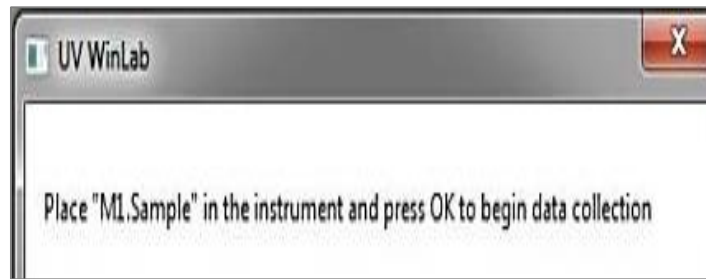 UV WinLab
Place "M1.Sample" in the instrument and press OK to begin data collection